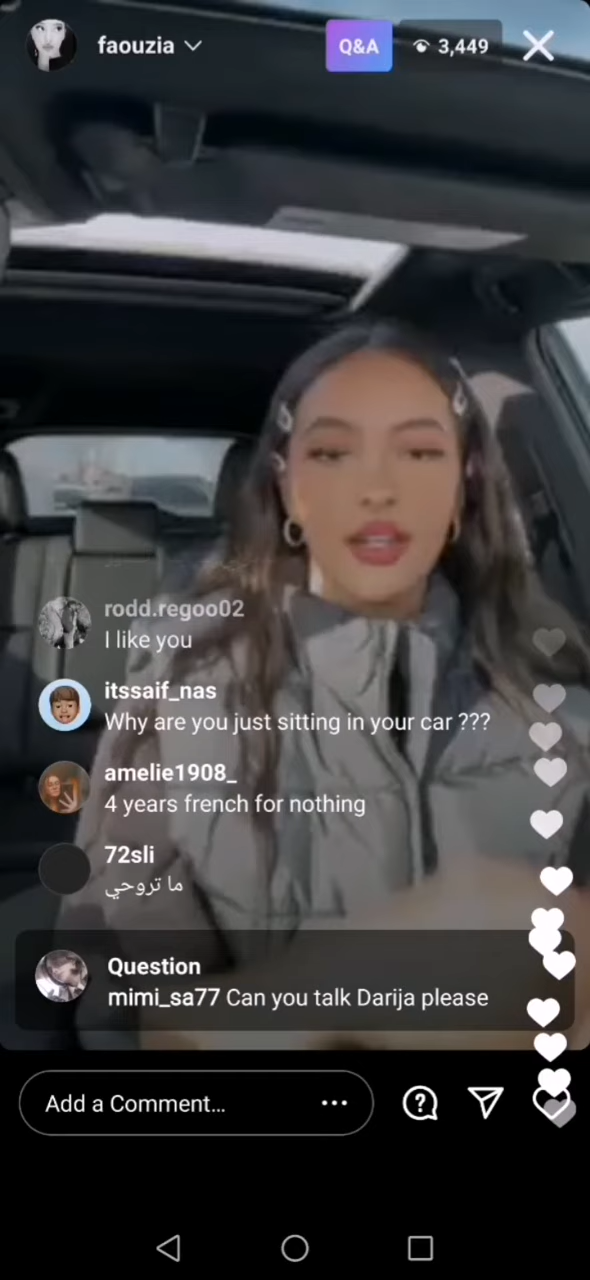 faouzia
Q&A
3,449
rodd.regoo02
I like you
itssaif_nas
Why are you just sitting in your car ???
amelie1908_
4 years french for nothing
72sli
ما تروحي
Question
mimi_sa77 Can you talk Darija please
Add a Comment…